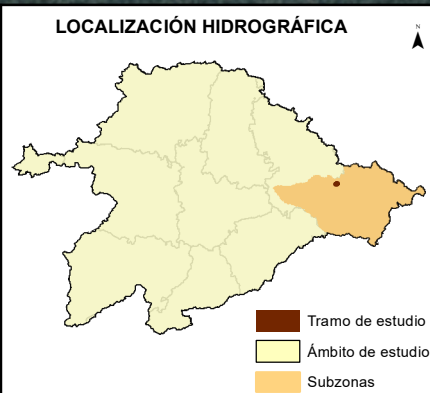 LOCALIZACIÓN HIDROGRÁFICA
N
Tramo de estudio
Ámbito de estudio
Subzonas